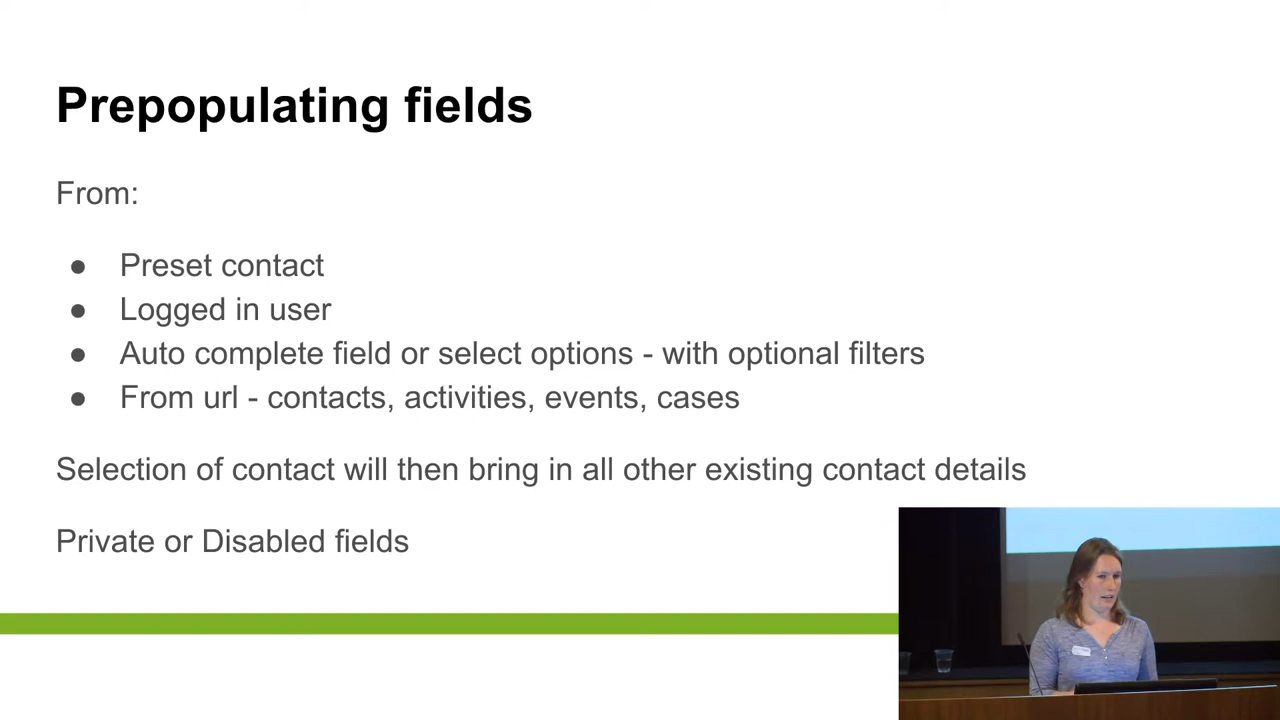 Prepopulating fields
From:
● Preset contact
● Logged in user
● Auto complete field or select options - with optional filters
● From url - contacts, activities, events, cases
Selection of contact will then bring in all other existing contact details
Private or Disabled fields